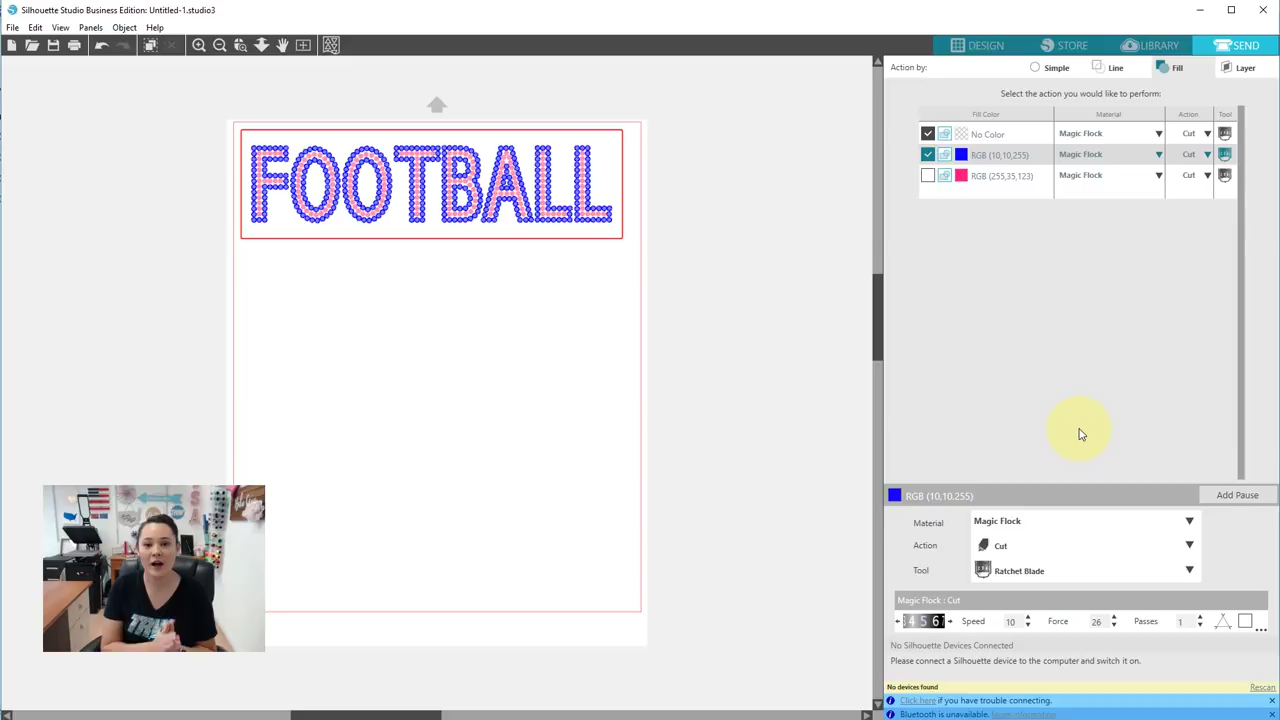 Silhouette Studio Business Edition: Untitled-1.studio3
File Edit View Panels Object Help
DESIGN STORE LIBRARY SEND
Action by: Simple Line Fill Layer
Select the action you would like to perform:
Fill Color Material Action Tool
No Color Magic Flock Cut
RGB (10,10,255) Magic Flock Cut
RGB (255,35,123) Magic Flock Cut
FOOTBALL
RGB (10,10,255) Add Pause
Material Magic Flock
Action Cut
Tool Ratchet Blade
Magic Flock : Cut
4 5 6 Speed 10 Force 26 Passes 1
No Silhouette Devices Connected
Please connect a Silhouette device to the computer and switch it on.
No devices found Rescan
Click here if you have trouble connecting.
Bluetooth is unavailable. More information